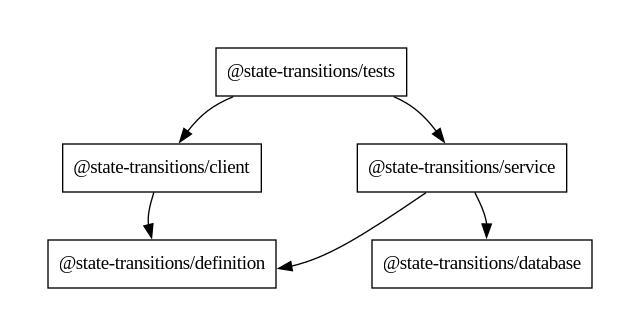 @state-transitions/tests
@state-transitions/client
@state-transitions/service
@state-transitions/definition
@state-transitions/database